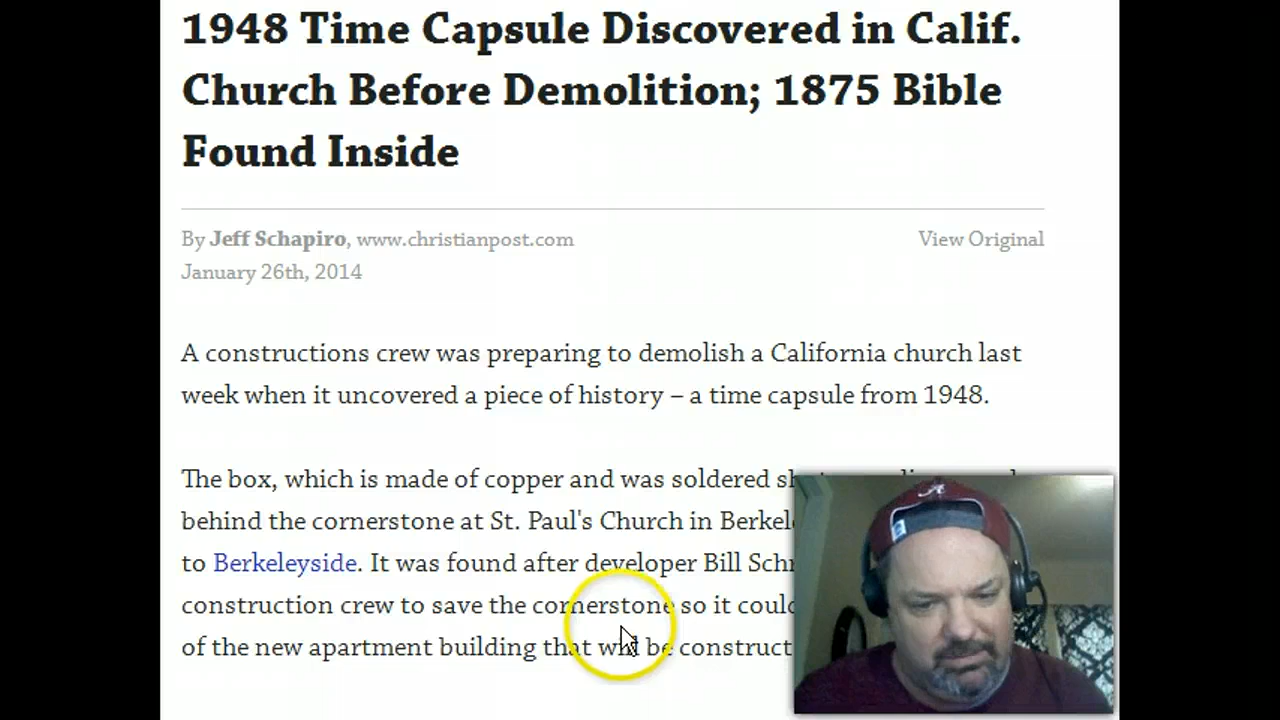 1948 Time Capsule Discovered in Calif.
Church Before Demolition; 1875 Bible
Found Inside
By Jeff Schapiro, www.christianpost.com
View Original
January 26th, 2014
A constructions crew was preparing to demolish a California church last
week when it uncovered a piece of history – a time capsule from 1948.
The box, which is made of copper and was soldered
behind the cornerstone at St. Paul's Church in
to Berkeleyside. It was found after developer Bill
construction crew to save the cornerstone so it
of the new apartment building that will be
A